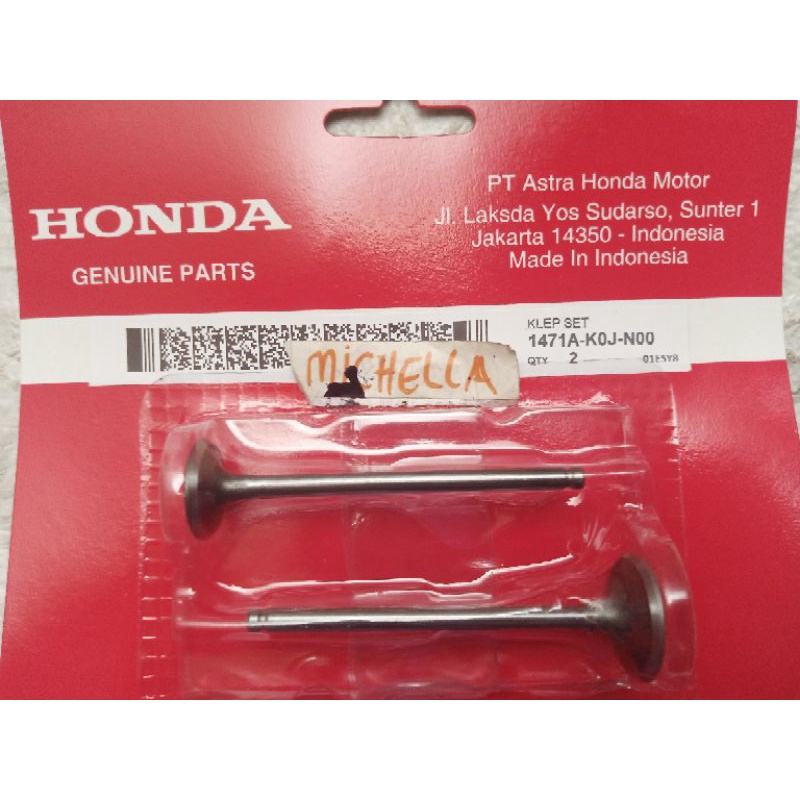 HONDA
GENUINE PARTS
PT Astra Honda Motor
Jl. Laksda Yos Sudarso, Sunter 1
Jakarta 14350 - Indonesia
Made In Indonesia
KLEP SET
1471A-K0J-N00
QTY 2 01E5Y8
MiCHELLA